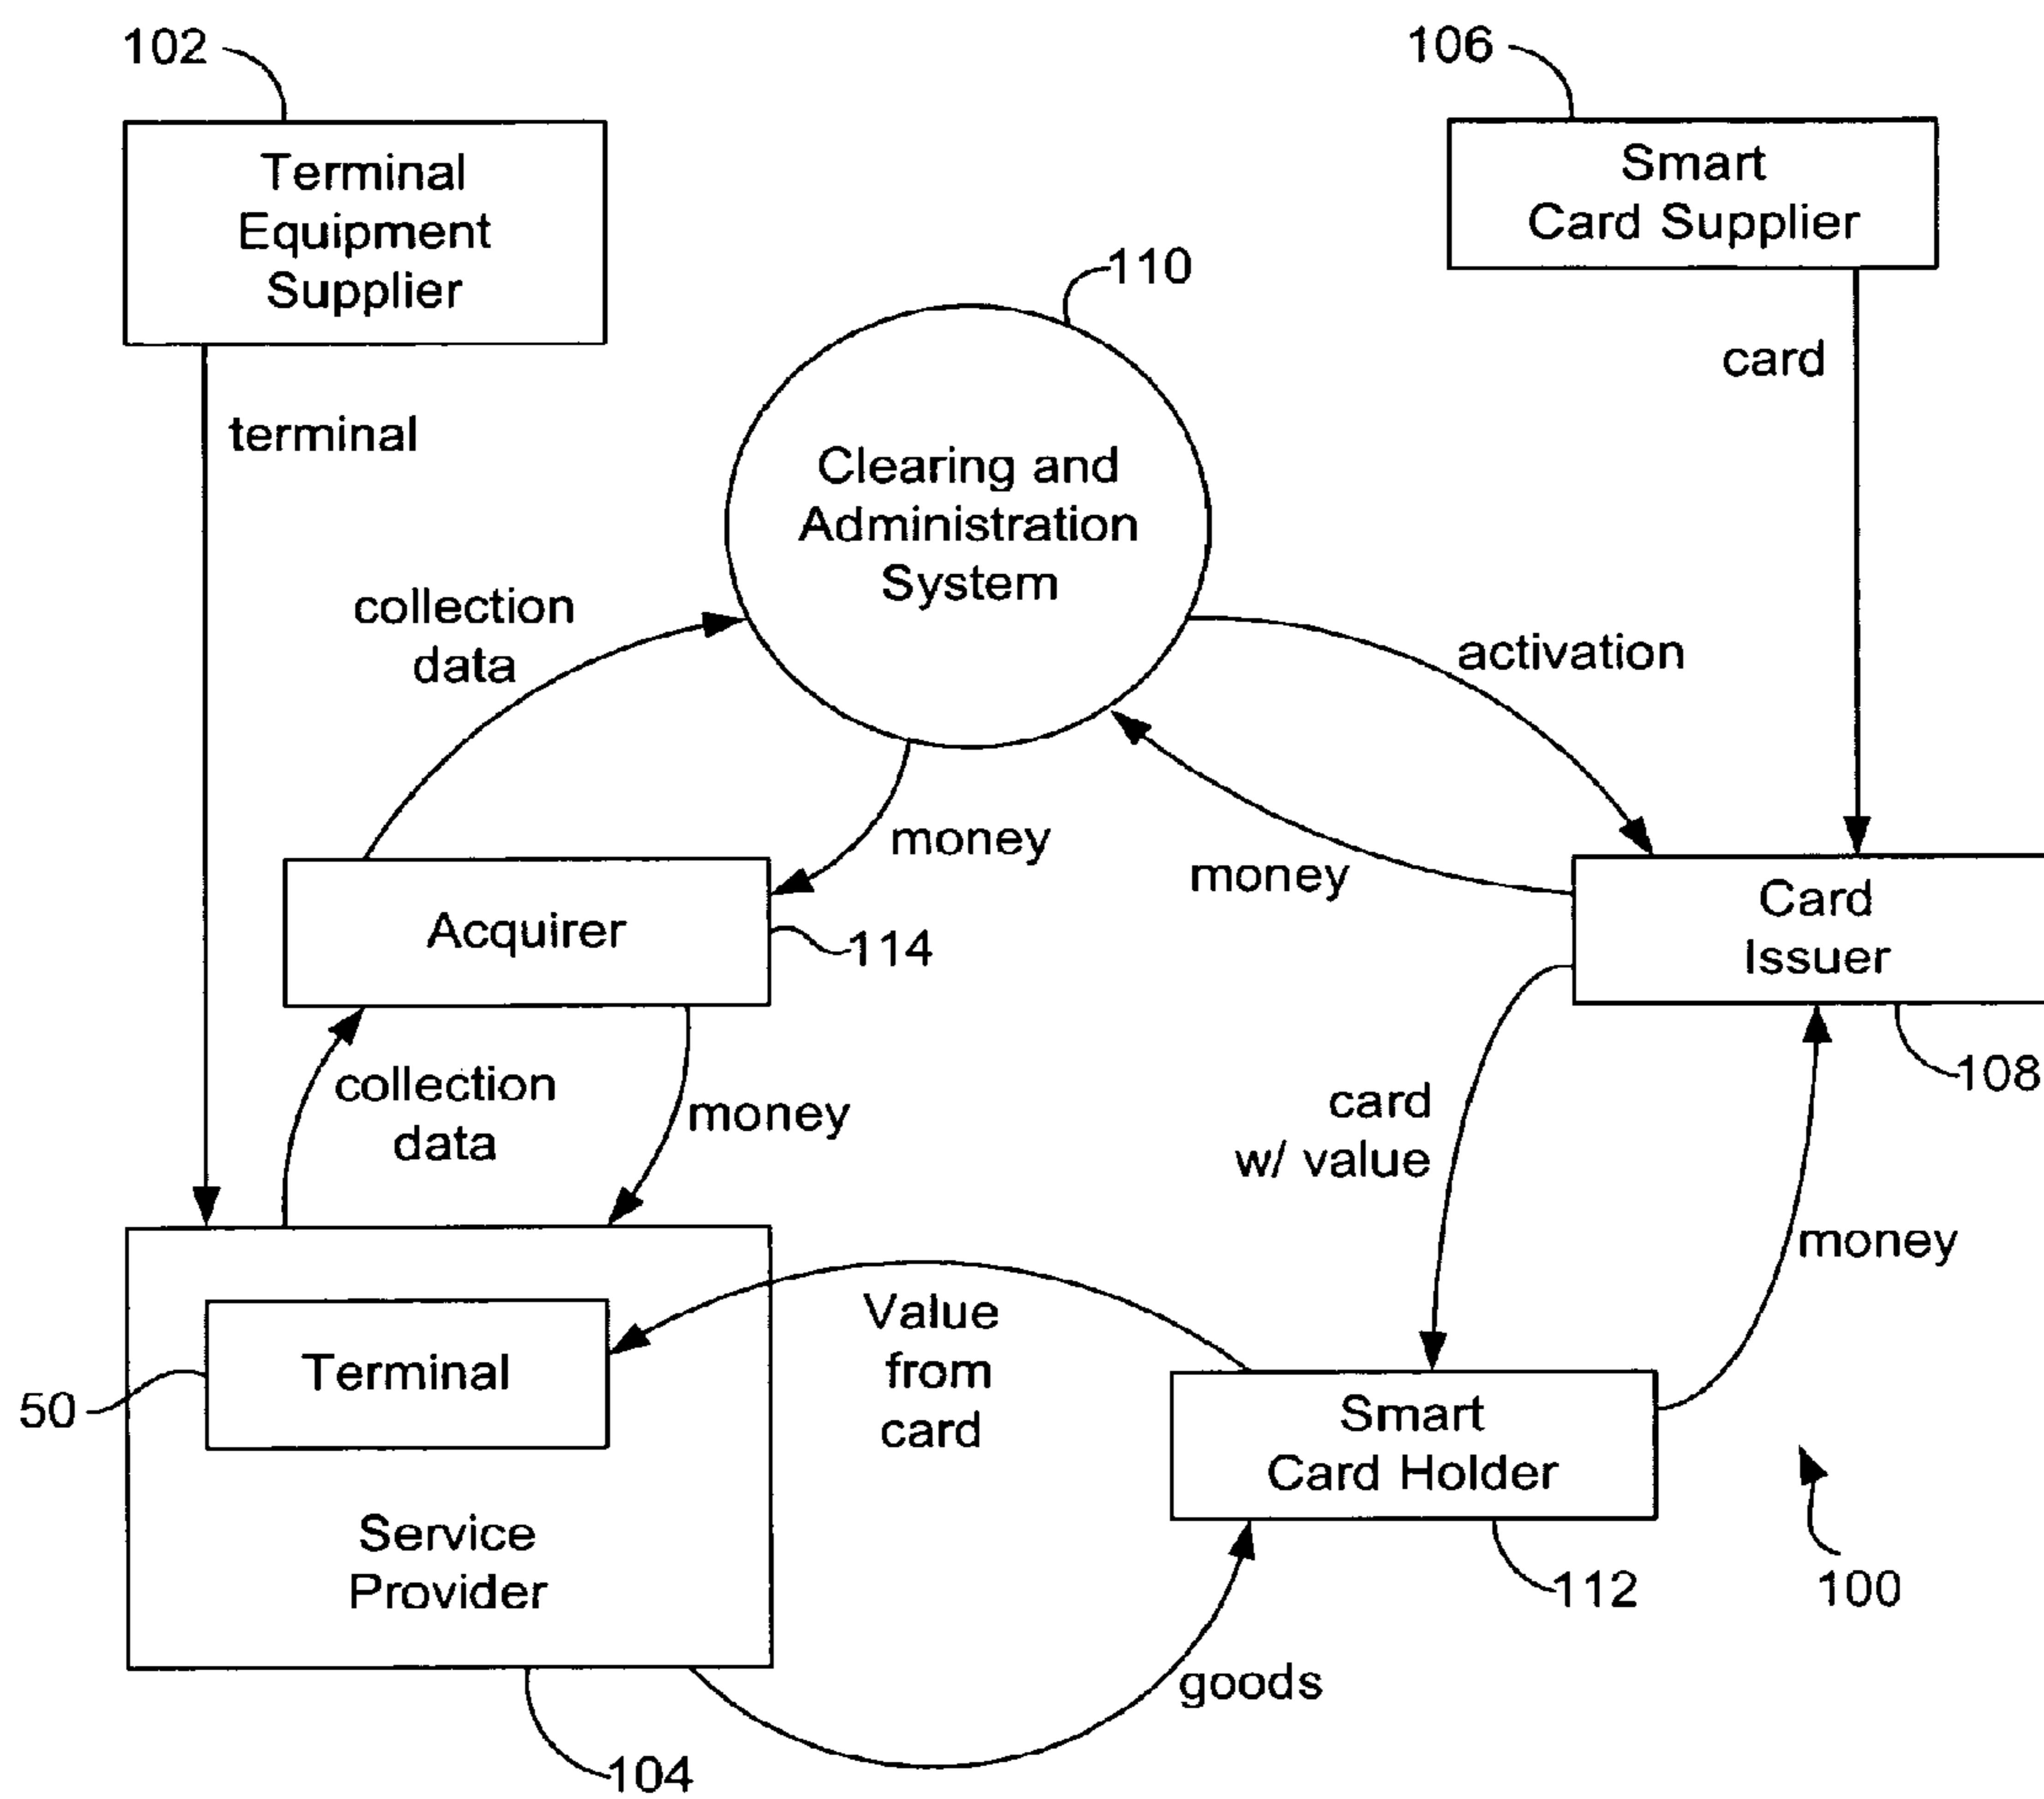 102
106
Terminal
Equipment
Supplier
Smart
Card Supplier
110
card
terminal
Clearing and
Administration
System
collection
data
activation
money
money
Acquirer
114
Card
Issuer
108
collection
data
money
card
w/ value
money
Value
from
card
Terminal
50
Smart
Card Holder
Service
Provider
112
100
goods
104